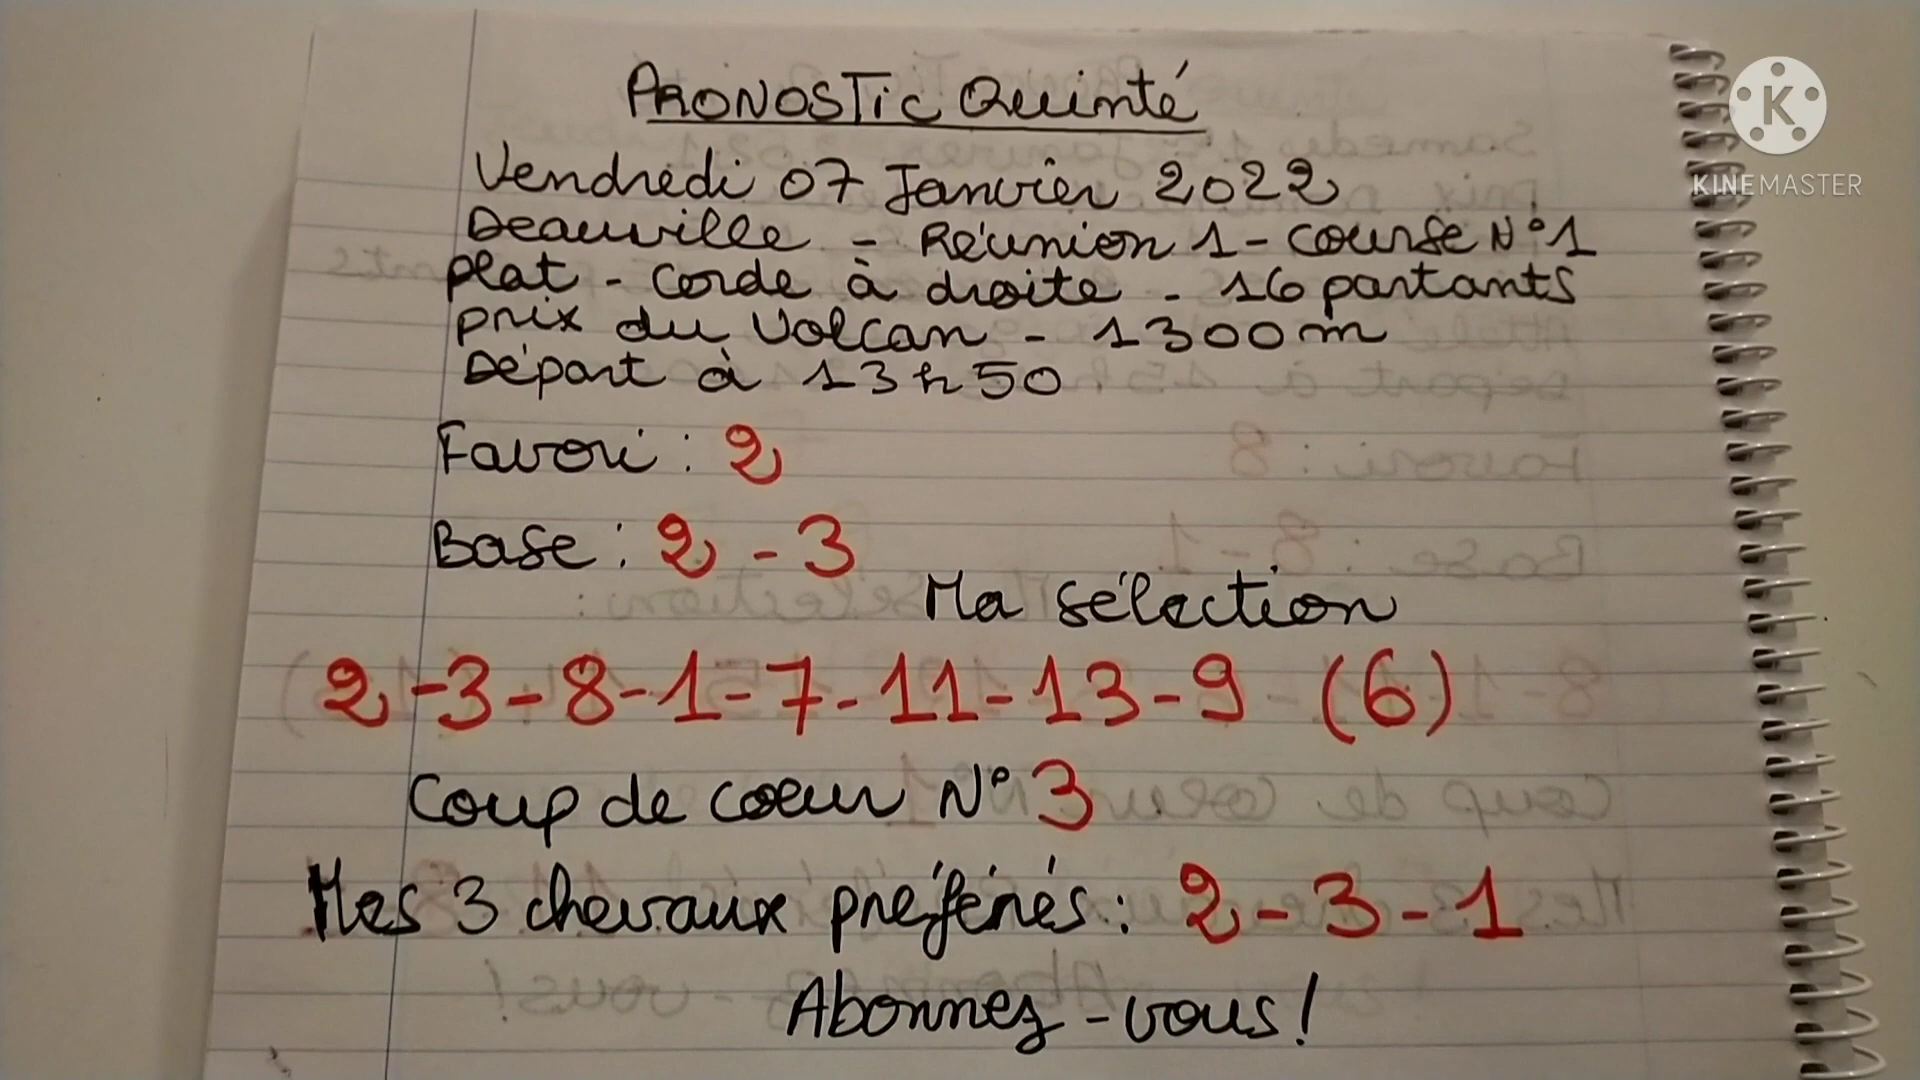 PRONOSTIC Quinté
Vendredi 07 Janvier 2022
Deauville - Réunion 1 - Course N°1
plat - Corde à droite - 16 partants
prix du Volcan - 1300m
Départ à 13h50
Favori : 2
Base : 2 - 3
Ma sélection
2 - 3 - 8 - 1 - 7 - 11 - 13 - 9 (6)
Coup de coeur N° 3
Mes 3 chevaux préférés : 2 - 3 - 1
Abonnez-vous !
K
KINEMASTER